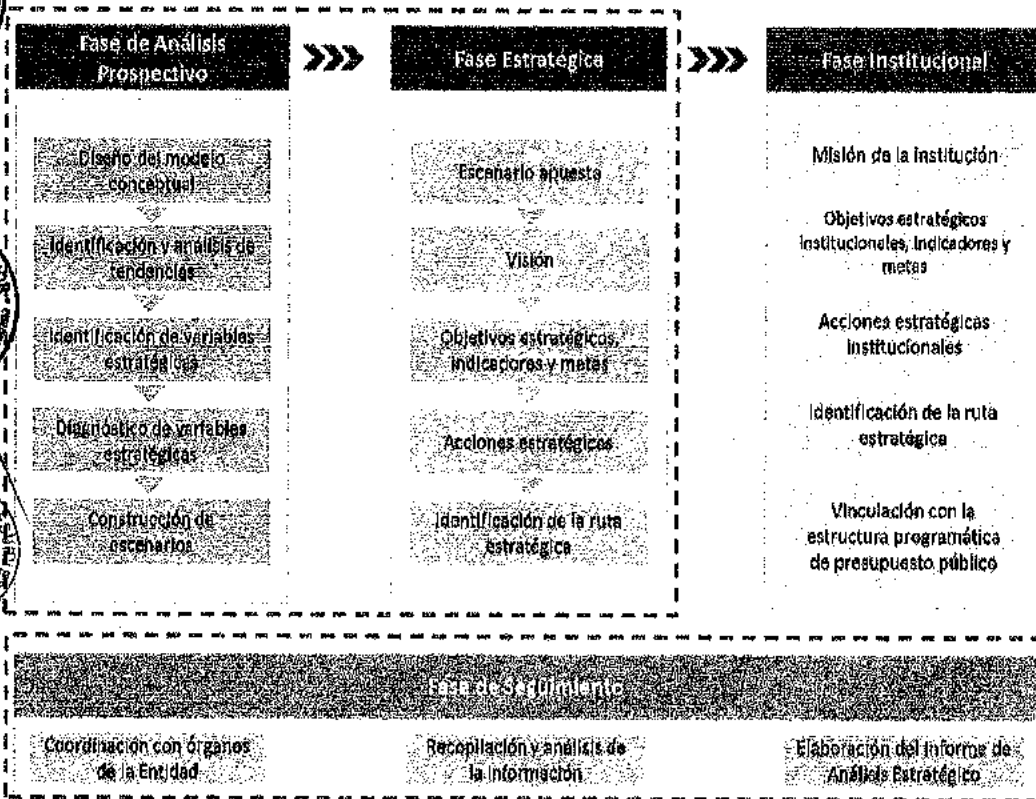 Fase de Análisis
Prospectivo
Fase Estratégica
Fase Institucional
Diseño del modelo
conceptual
Identificación y análisis de
tendencias
Identificación de variables
estratégicas
Diagnóstico de variables
estratégicas
Construcción de
escenarios
Escenario apuesta
Visión
Objetivos estratégicos,
indicadores y metas
Acciones estratégicas
Identificación de la ruta
estratégica
Misión de la institución
Objetivos estratégicos
institucionales, indicadores y
metas
Acciones estratégicas
institucionales
Identificación de la ruta
estratégica
Vinculación con la
estructura programática
de presupuesto público
Fase de Seguimiento
Coordinación con órganos
de la Entidad
Recopilación y análisis de
la información
Elaboración del Informe de
Análisis Estratégico